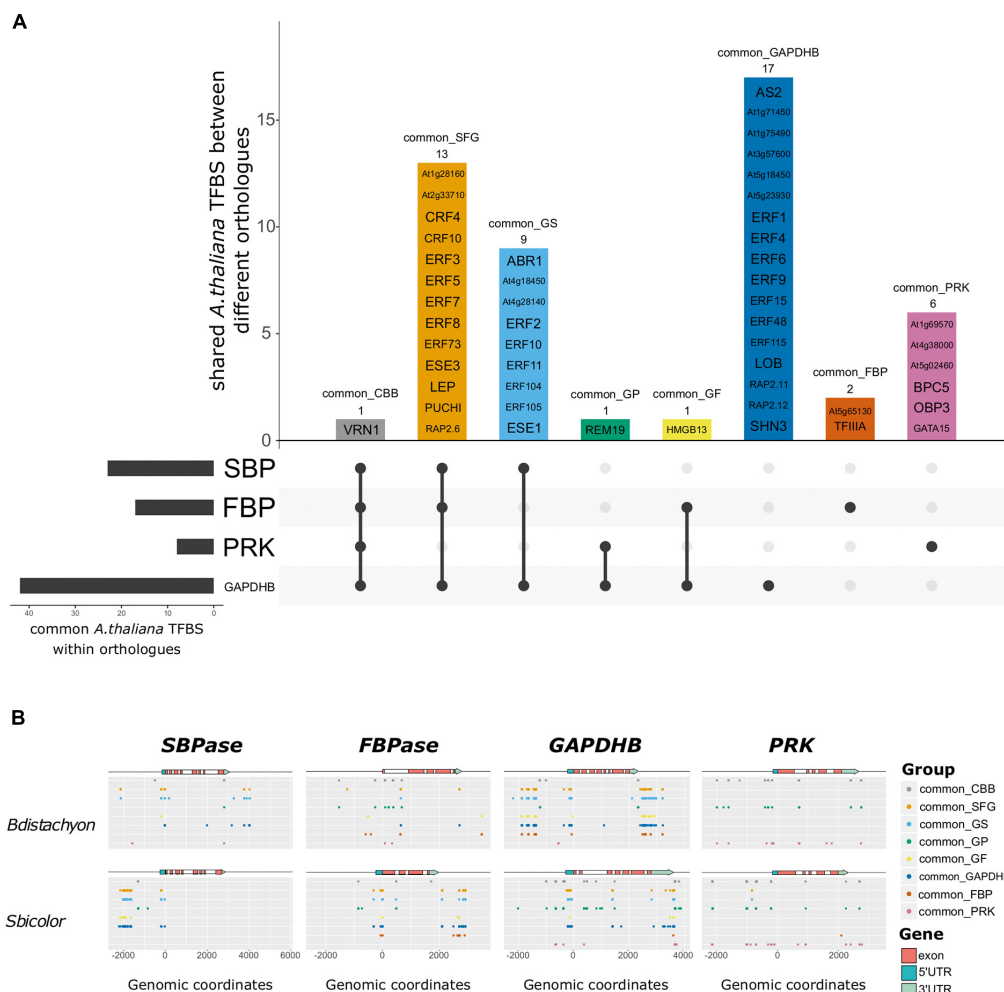 A
shared A.thaliana TFBS between
different orthologues
15
10
5
0
common_CBB
1
VRN1
common_SFG
13
At1g28160
At2g33710
CRF4
CRF10
ERF3
ERF5
ERF7
ERF8
ERF73
ESE3
LEP
PUCHI
RAP2.6
common_GS
9
ABR1
At4g18450
At4g28140
ERF2
ERF10
ERF11
ERF104
ERF105
ESE1
common_GP
1
REM19
common_GF
1
HMGB13
common_GAPDHB
17
AS2
At1g71450
At1g75490
At3g57600
At5g18450
At5g23930
ERF1
ERF4
ERF6
ERF9
ERF15
ERF48
ERF115
LOB
RAP2.11
RAP2.12
SHN3
common_FBP
2
At5g65130
TFIIIA
common_PRK
6
At1g69570
At4g38000
At5g02460
BPC5
OBP3
GATA15
SBP
FBP
PRK
GAPDHB
40 30 20 10 0
common A.thaliana TFBS
within orthologues
B
SBPase FBPase GAPDHB PRK
Bdistachyon
Sbicolor
-2000 0 2000 4000 6000
-2000 0 2000
-2000 0 2000 4000
-2000 0 2000
Genomic coordinates Genomic coordinates Genomic coordinates Genomic coordinates
Group
common_CBB
common_SFG
common_GS
common_GP
common_GF
common_GAPDH
common_FBP
common_PRK
Gene
exon
5'UTR
3'UTR